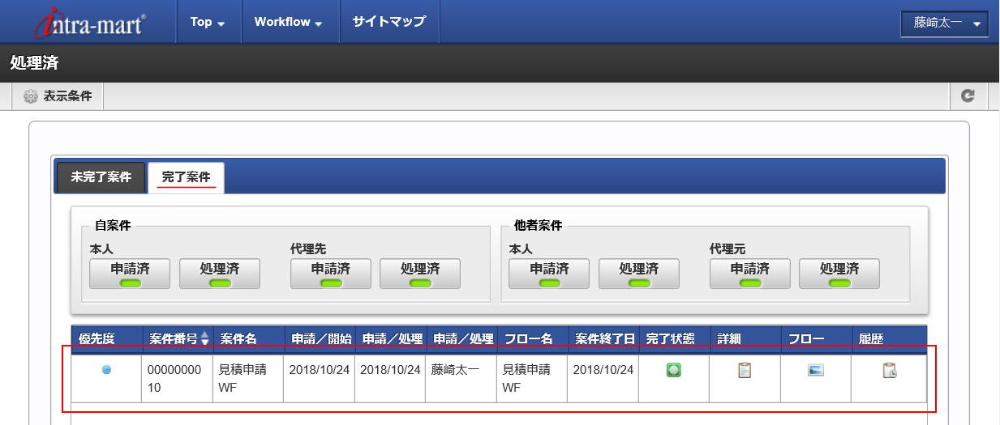 intra-mart Top Workflow サイトマップ 藤崎太一
処理済
表示条件
未完了案件 完了案件
自案件 他者案件
本人 代理先 本人 代理元
申請済 処理済 申請済 処理済 申請済 処理済 申請済 処理済
優先度 案件番号 案件名 申請／開始 申請／処理 申請／処理 フロー名 案件終了日 完了状態 詳細 フロー 履歴
00000000 見積申請 2018/10/24 2018/10/24 藤崎太一 見積申請 2018/10/24
10 WF WF